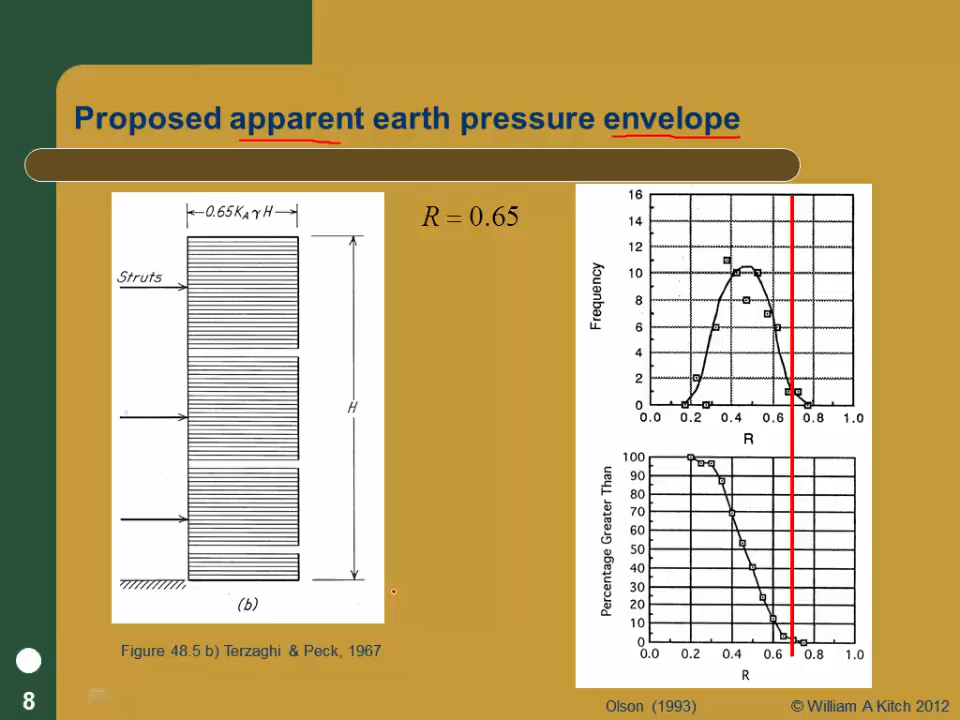 Proposed apparent earth pressure envelope
0.65KAγH
Struts
H
(b)
Figure 48.5 b) Terzaghi & Peck, 1967
R = 0.65
16
14
12
10
8
6
4
2
0
Frequency
0.0 0.2 0.4 0.6 0.8 1.0
R
100
90
80
70
60
50
40
30
20
10
0
Percentage Greater Than
0.0 0.2 0.4 0.6 0.8 1.0
R
8
Olson (1993)
© William A Kitch 2012